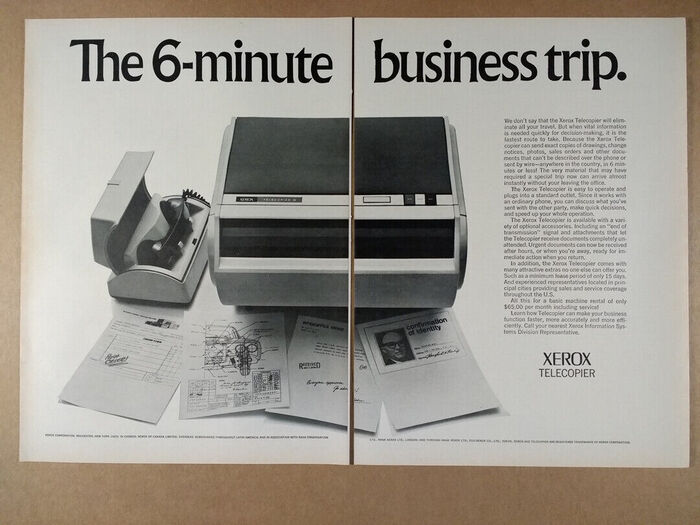 The 6-minute business trip.
We don't say that the Xerox Telecopier will elim-
inate all your travel. But when vital information
is needed quickly for decision-making, it is the
fastest route to take. Because the Xerox Tele-
copier can send exact copies of drawings, change
notices, photos, sales orders and other docu-
ments that can't be described over the phone or
sent by wire—anywhere in the country, in 6 min-
utes or less! The very material that may have
required a special trip now can arrive almost
instantly without your leaving the office.
The Xerox Telecopier is easy to operate and
plugs into a standard outlet. Since it works with
an ordinary phone, you can discuss what you've
sent with the other party, make quick decisions,
and speed up your whole operation.
The Xerox Telecopier is available with a vari-
ety of optional accessories. Including an "end of
transmission" signal and attachments that let
the Telecopier receive documents completely un-
attended. Urgent documents can now be received
after hours, or when you're away, ready for im-
mediate action when you return.
In addition, the Xerox Telecopier comes with
many attractive extras no one else can offer you.
Such as a minimum lease period of only 15 days.
And experienced representatives located in prin-
cipal cities providing sales and service coverage
throughout the U.S.
All this for a basic machine rental of only
$65.00 per month including service!
Learn how Telecopier can make your business
function faster, more accurately and more effi-
ciently. Call your nearest Xerox Information Sys-
tems Division Representative.
XEROX
TELECOPIER
XEROX TELECOPIER
INTEROFFICE MEMO
confirmation
of identity
XEROX CORPORATION, ROCHESTER, NEW YORK